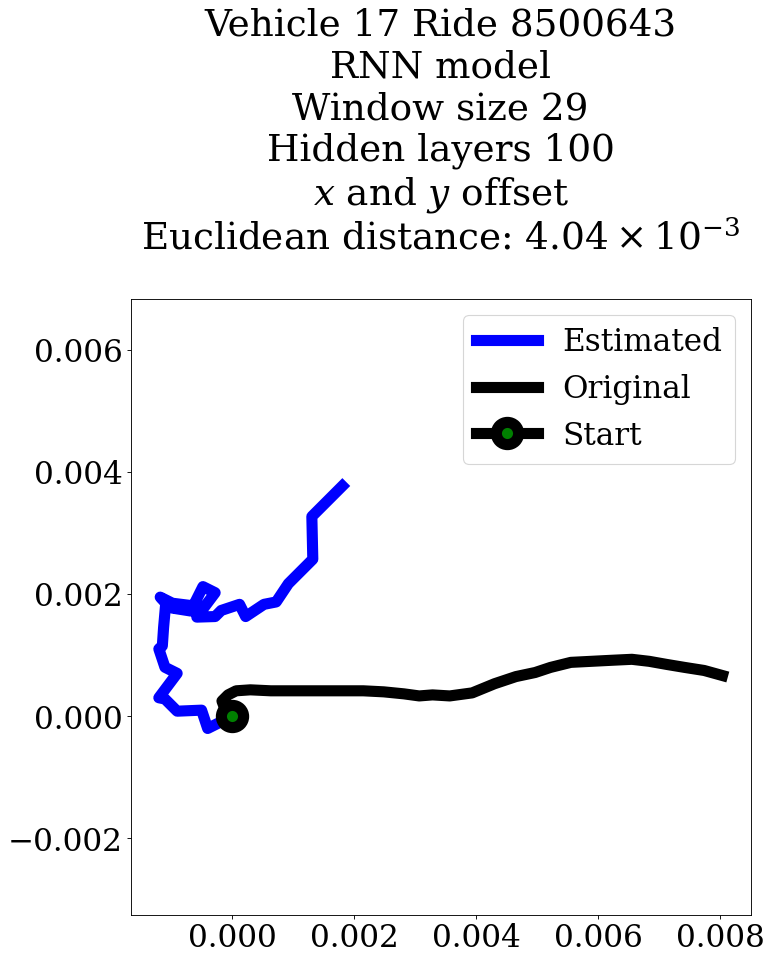 Vehicle 17 Ride 8500643
RNN model
Window size 29
Hidden layers 100
x and y offset
Euclidean distance: 4.04 × 10⁻³
Estimated
Original
Start
0.006
0.004
0.002
0.000
−0.002
0.000 0.002 0.004 0.006 0.008